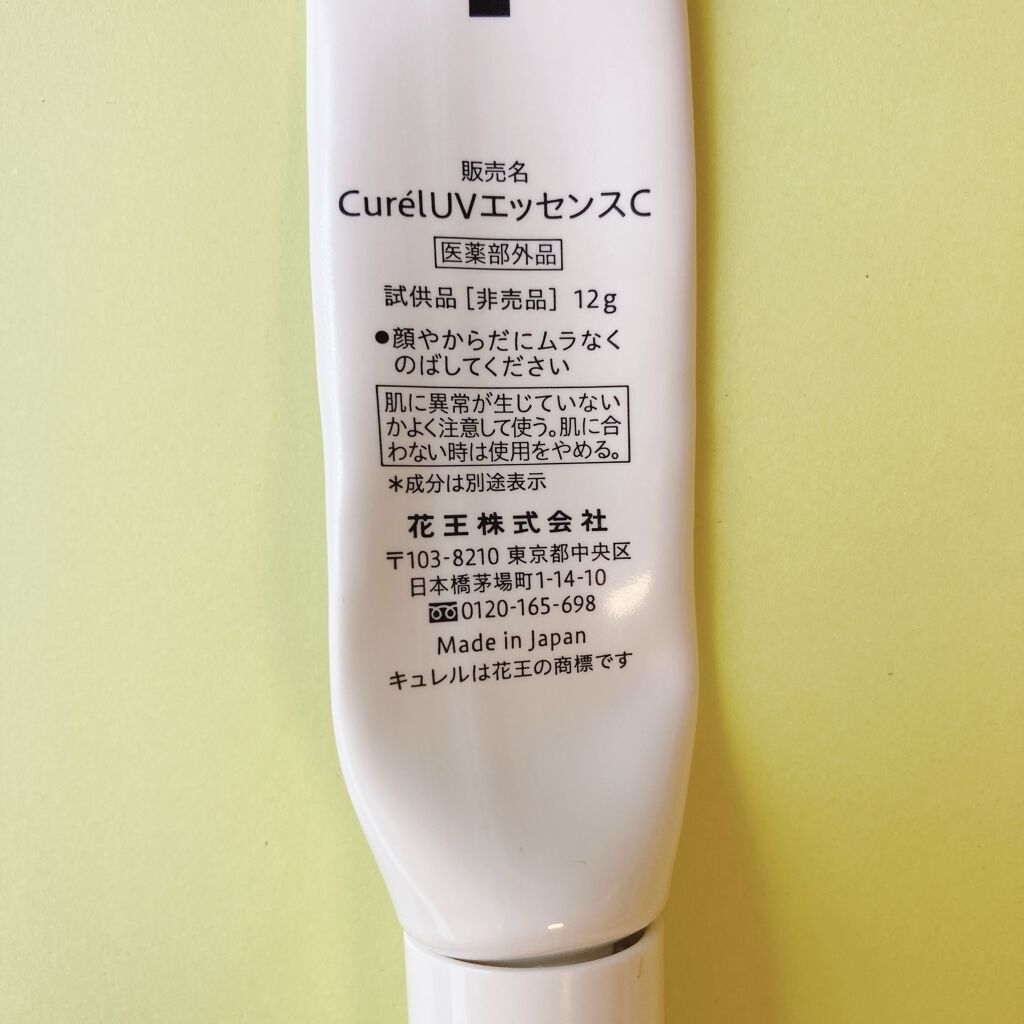 販売名
CurélUVエッセンスC
医薬部外品
試供品［非売品］ 12g
●顔やからだにムラなく
のばしてください
肌に異常が生じていない
かよく注意して使う。肌に合
わない時は使用をやめる。
*成分は別途表示
花王株式会社
〒103-8210 東京都中央区
日本橋茅場町1-14-10
0120-165-698
Made in Japan
キュレルは花王の商標です